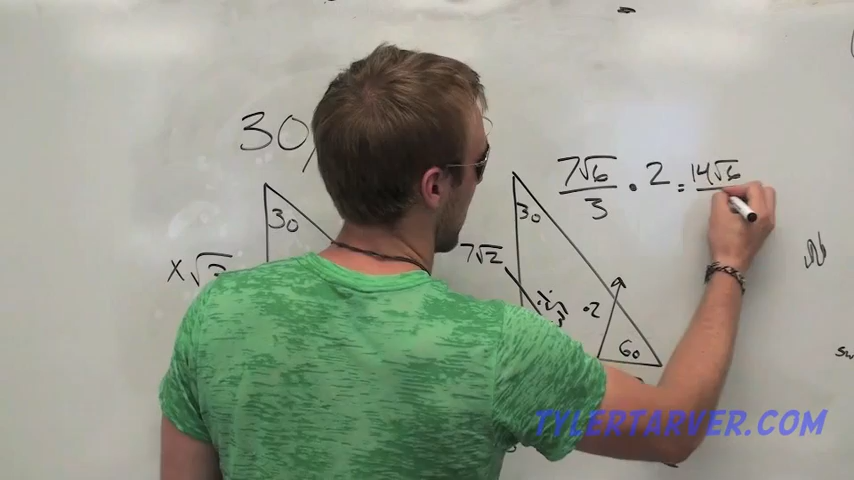 30,
30
x√
7√6/3 · 2 = 14√6
30
7√2
·2
60
TYLERTARVER.COM